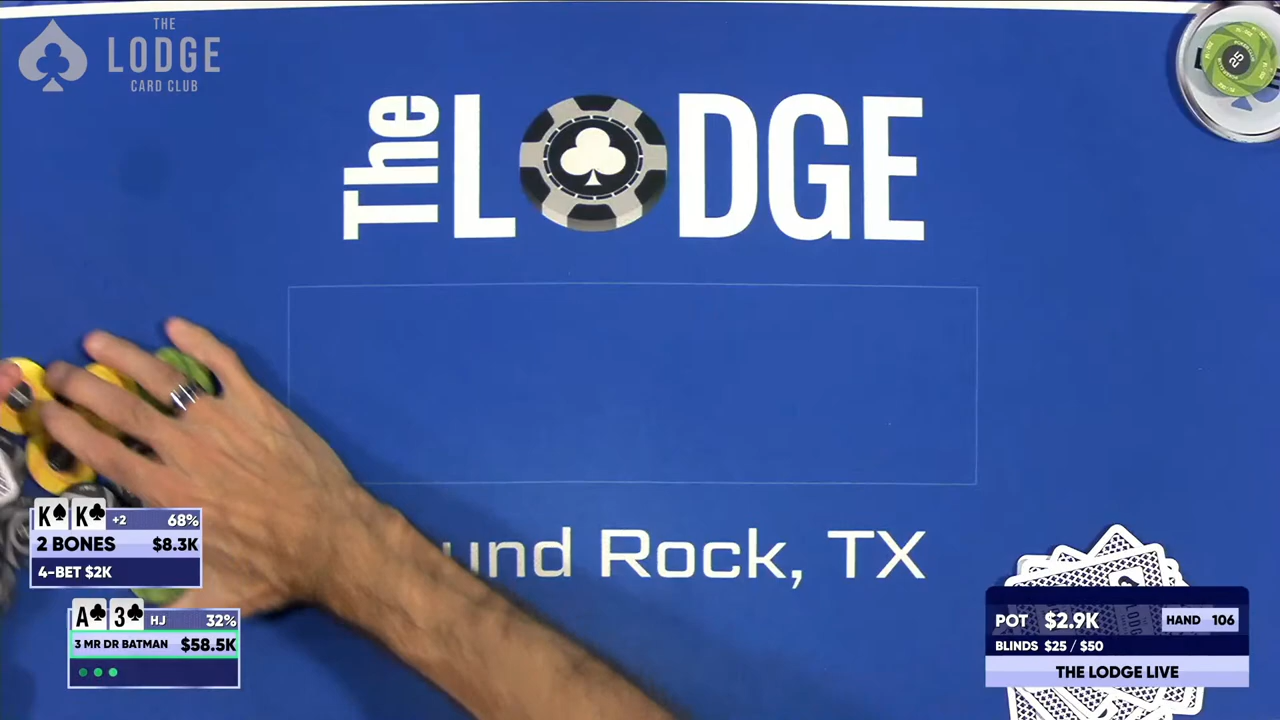 THE
LODGE
CARD CLUB
The LODGE
und Rock, TX
25
K K +2 68%
2 BONES $8.3K
4-BET $2K
A 3 HJ 32%
3 MR DR BATMAN $58.5K
POT $2.9K HAND 106
BLINDS $25 / $50
THE LODGE LIVE